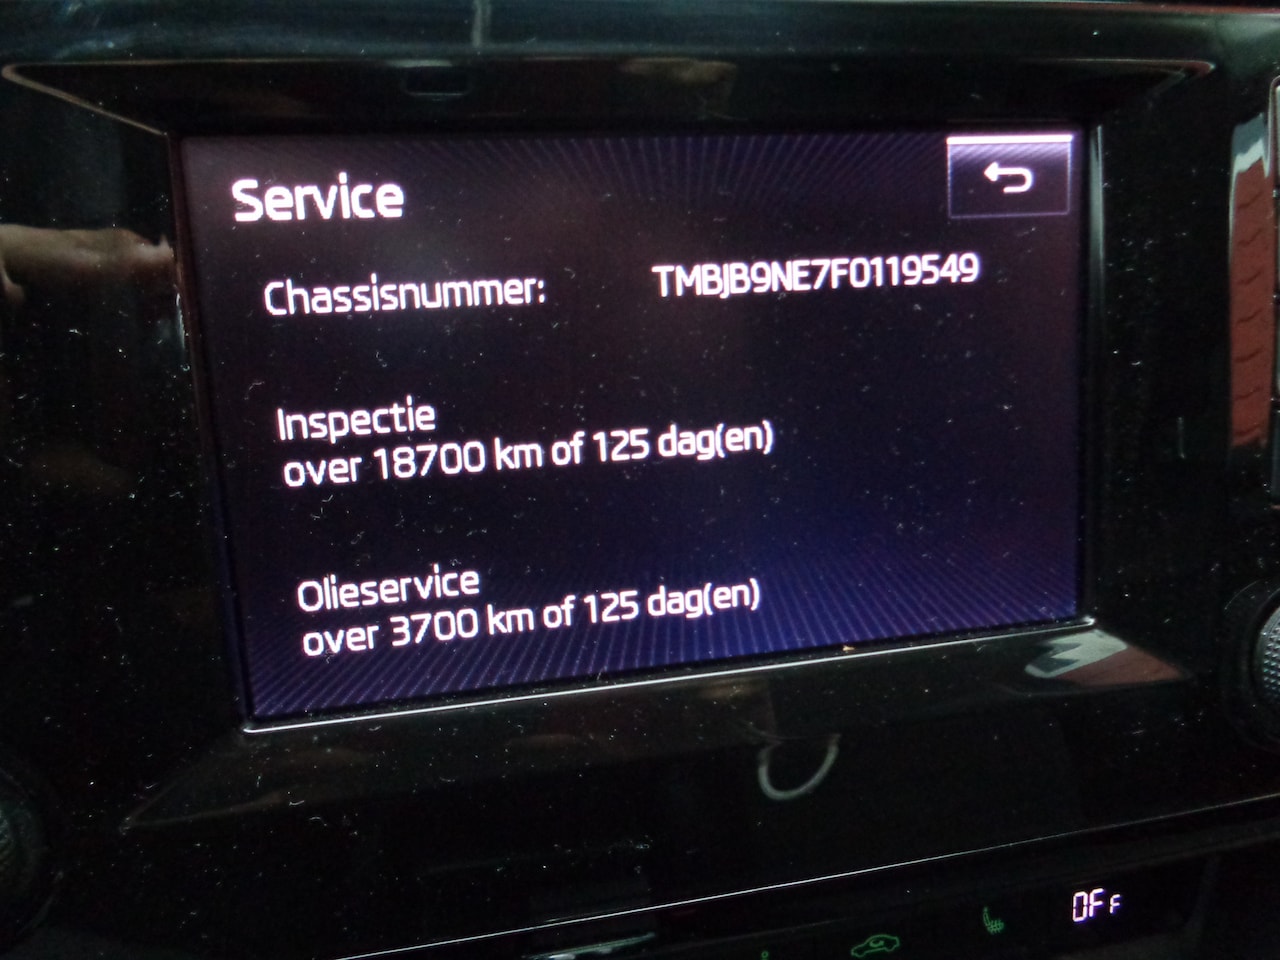 Service
Chassisnummer: TMBJB9NE7F0119549
Inspectie
over 18700 km of 125 dag(en)
Olieservice
over 3700 km of 125 dag(en)
OFF